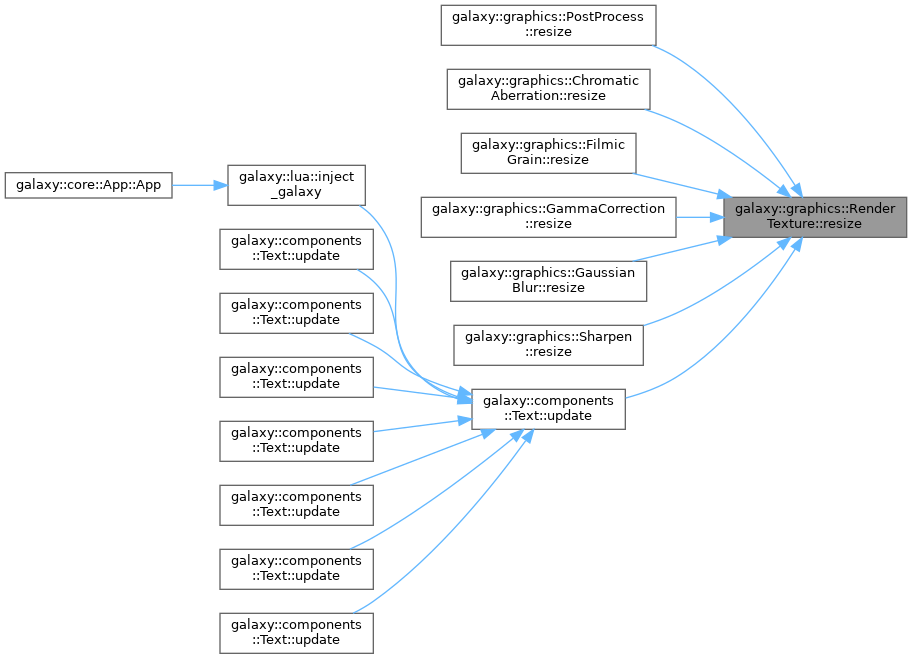 galaxy::graphics::PostProcess
::resize
galaxy::graphics::Chromatic
Aberration::resize
galaxy::graphics::Filmic
Grain::resize
galaxy::core::App::App
galaxy::lua::inject
_galaxy
galaxy::graphics::GammaCorrection
::resize
galaxy::graphics::Render
Texture::resize
galaxy::components
::Text::update
galaxy::graphics::Gaussian
Blur::resize
galaxy::components
::Text::update
galaxy::graphics::Sharpen
::resize
galaxy::components
::Text::update
galaxy::components
::Text::update
galaxy::components
::Text::update
galaxy::components
::Text::update
galaxy::components
::Text::update
galaxy::components
::Text::update